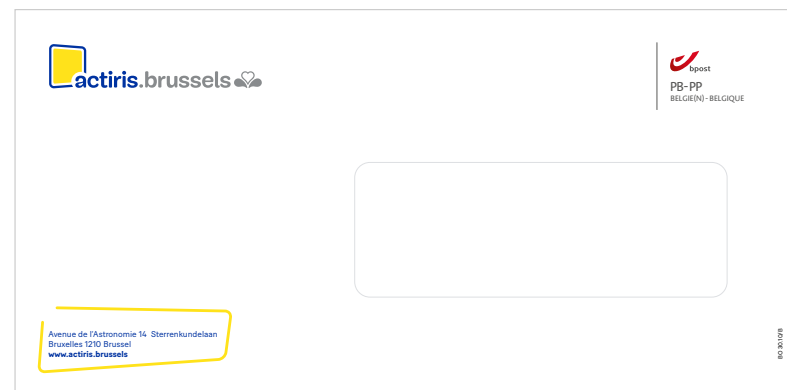 actiris.brussels
bpost
PB-PP
BELGIE(N) - BELGIQUE
Avenue de l'Astronomie 14 Sterrenkundelaan
Bruxelles 1210 Brussel
www.actiris.brussels